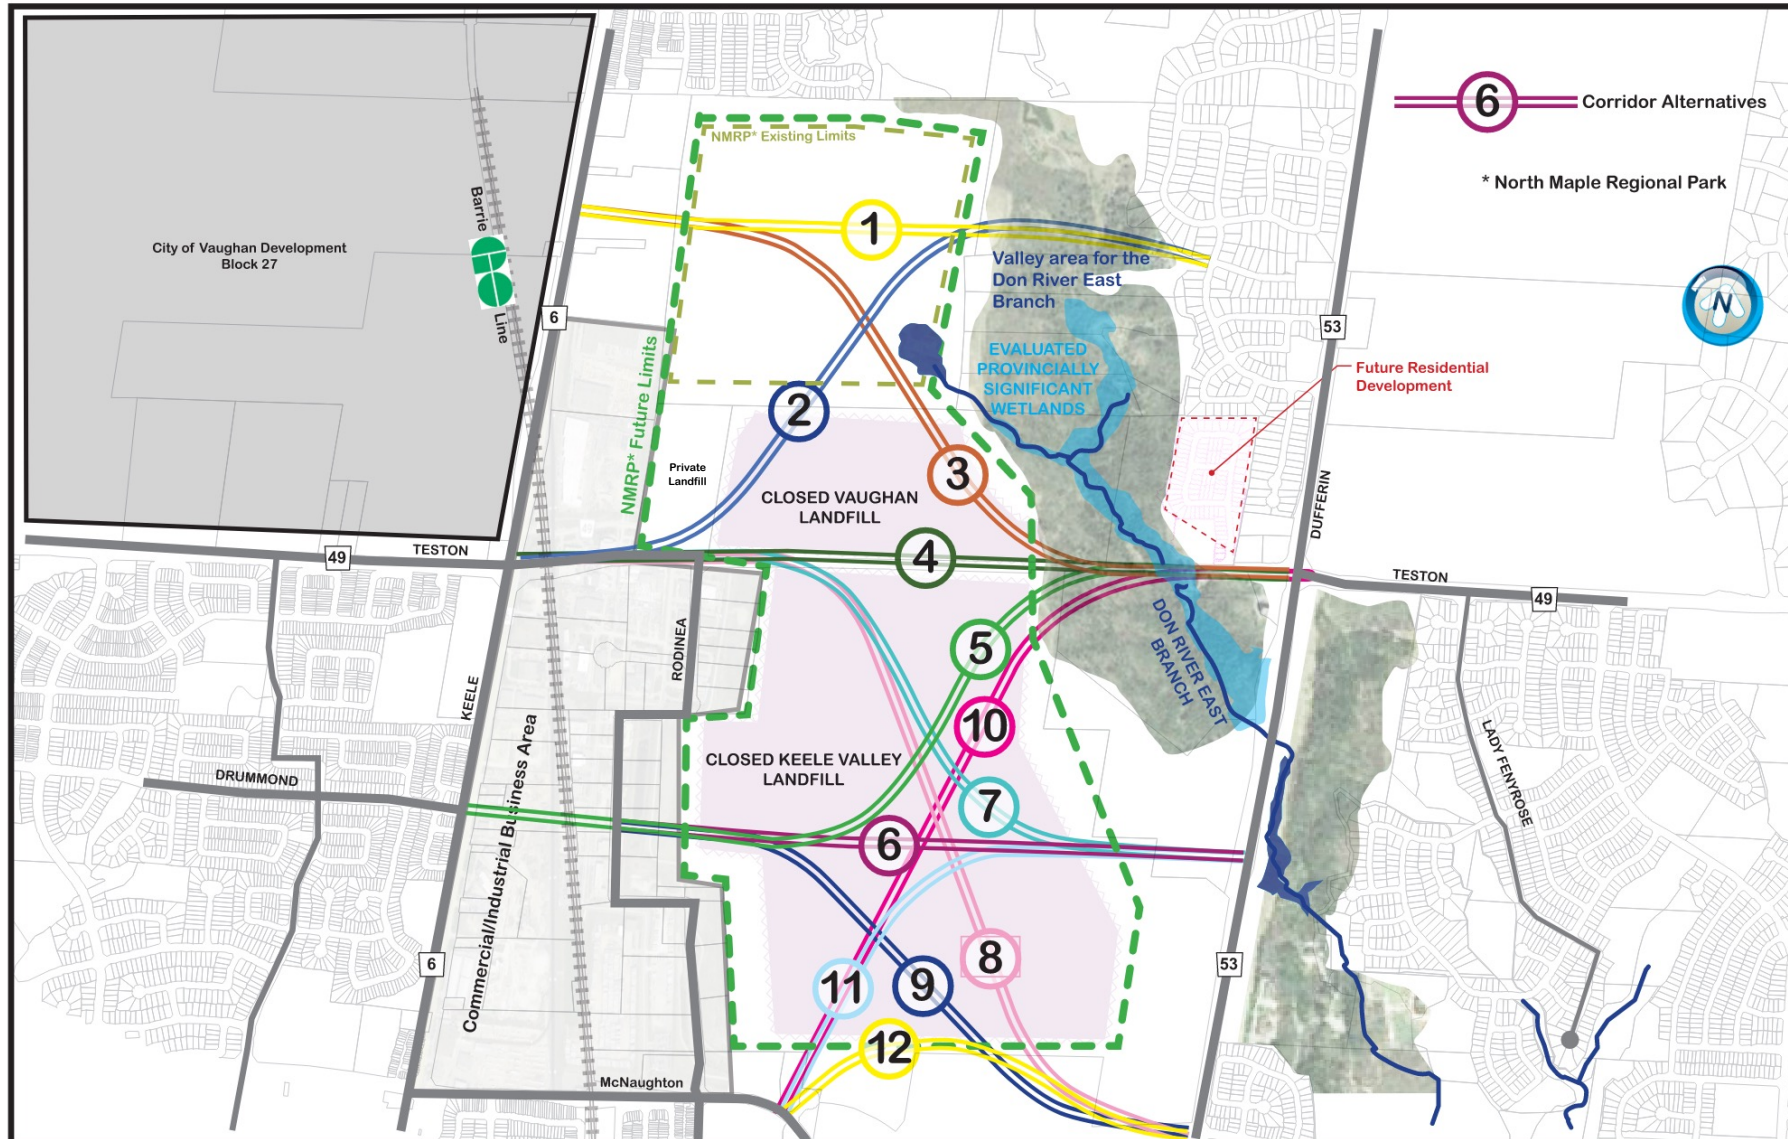 6
Corridor Alternatives
* North Maple Regional Park
NMRP* Existing Limits
Barrie
Line
City of Vaughan Development
Block 27
GO
1
Valley area for the
Don River East
Branch
N
6
53
EVALUATED
PROVINCIALLY
SIGNIFICANT
WETLANDS
Future Residential
Development
NMRP* Future Limits
2
3
Private
Landfill
CLOSED VAUGHAN
LANDFILL
DUFFERIN
TESTON
49
4
TESTON
49
RODINEA
5
DON RIVER EAST
BRANCH
KEELE
10
CLOSED KEELE VALLEY
LANDFILL
LADY FENYROSE
DRUMMOND
7
Commercial/Industrial Business Area
6
6
8
53
11
9
12
McNaughton